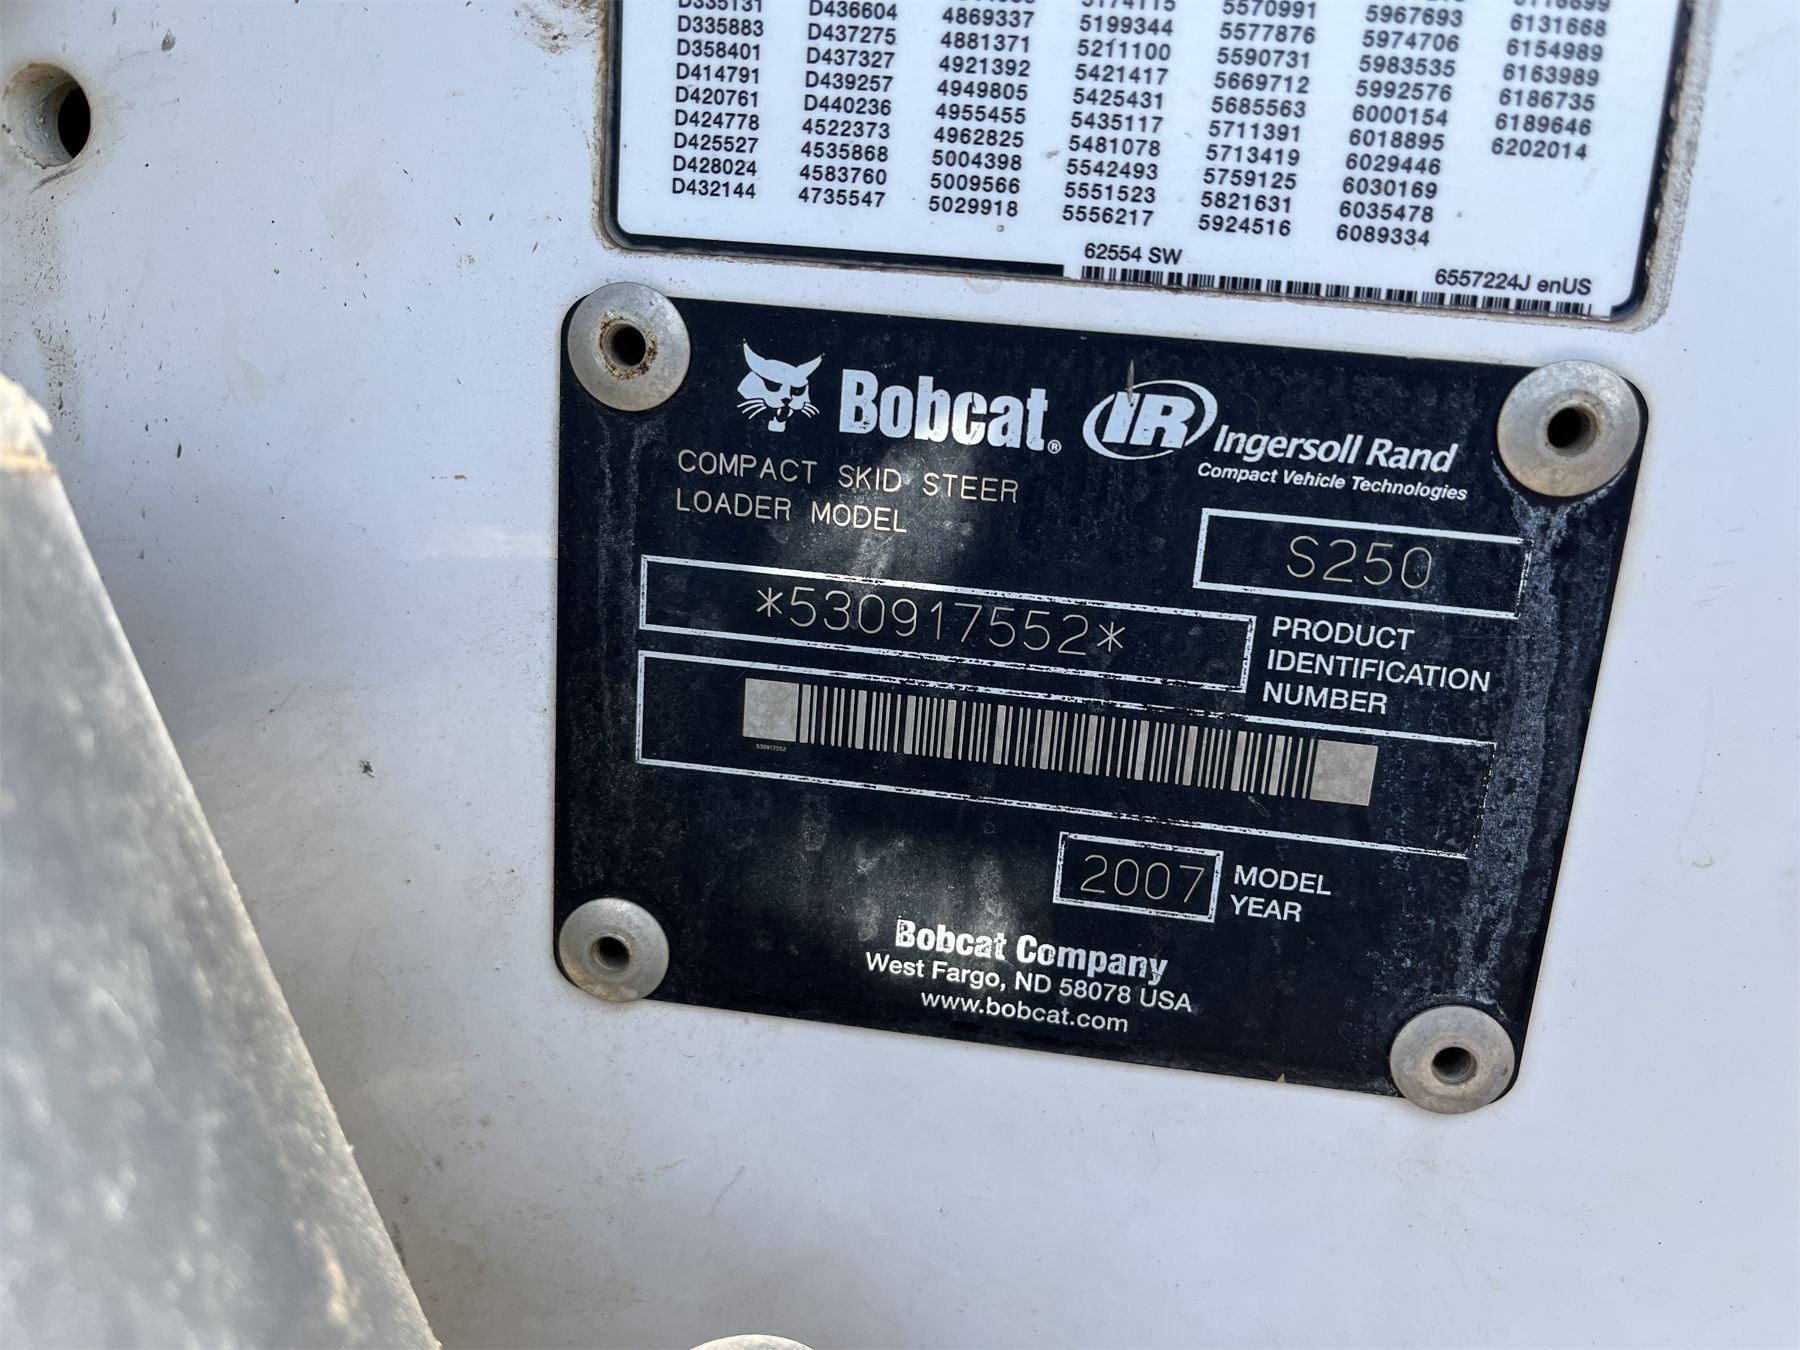 5570991 5967693 6131668
D335131 D436604 4869337 5199344 5577876 5974706 6154989
D335883 D437275 4881371 5211100 5590731 5983535 6163989
D358401 D437327 4921392 5421417 5669712 5992576 6186735
D414791 D439257 4949805 5425431 5685563 6000154 6189646
D420761 D440236 4955455 5435117 5711391 6018895 6202014
D424778 4522373 4962825 5481078 5713419 6029446
D425527 4535868 5004398 5542493 5759125 6030169
D428024 4583760 5009566 5551523 5821631 6035478
D432144 4735547 5029918 5556217 5924516 6089334
62554 SW
6557224J enUS
Bobcat® IR Ingersoll Rand
Compact Vehicle Technologies
COMPACT SKID STEER
LOADER MODEL
S250
*530917552*
PRODUCT
IDENTIFICATION
NUMBER
530917552
2007
MODEL
YEAR
Bobcat Company
West Fargo, ND 58078 USA
www.bobcat.com